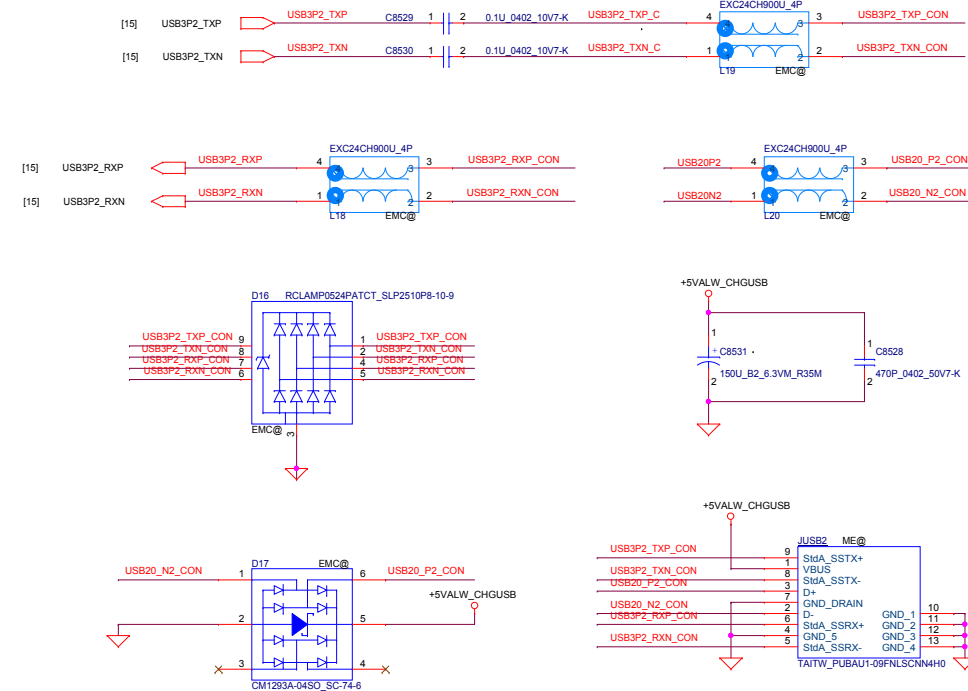 [15] USB3P2_TXP USB3P2_TXP C8529 1 2 0.1U_0402_10V7-K USB3P2_TXP_C 4 EXC24CH900U_4P 3 3 USB3P2_TXP_CON
[15] USB3P2_TXN USB3P2_TXN C8530 1 2 0.1U_0402_10V7-K USB3P2_TXN_C 1 2 2 USB3P2_TXN_CON
L19 EMC@
EXC24CH900U_4P EXC24CH900U_4P
[15] USB3P2_RXP USB3P2_RXP 4 3 3 USB3P2_RXP_CON USB20P2 4 3 3 USB20_P2_CON
[15] USB3P2_RXN USB3P2_RXN 1 2 2 USB3P2_RXN_CON USB20N2 1 2 2 USB20_N2_CON
L18 EMC@ L20 EMC@
+5VALW_CHGUSB
D16 RCLAMP0524PATCT_SLP2510P8-10-9
USB3P2_TXP_CON 9 1 USB3P2_TXP_CON
USB3P2_TXN_CON 8 2 USB3P2_TXN_CON
USB3P2_RXP_CON 7 4 USB3P2_RXP_CON
USB3P2_RXN_CON 6 5 USB3P2_RXN_CON
EMC@ 3
1 + C8531 1 C8528
150U_B2_6.3VM_R35M 470P_0402_50V7-K
2 2
+5VALW_CHGUSB
D17 EMC@
USB20_N2_CON 1 6 USB20_P2_CON
+5VALW_CHGUSB
2 5
3 4
CM1293A-04SO_SC-74-6
JUSB2 ME@
USB3P2_TXP_CON 9 StdA_SSTX+
1 VBUS
USB3P2_TXN_CON 8 StdA_SSTX-
USB20_P2_CON 3 D+
7 GND_DRAIN
USB20_N2_CON 2 D- GND_1 10
USB3P2_RXP_CON 6 StdA_SSRX+ GND_2 11
4 GND_5 GND_3 12
USB3P2_RXN_CON 5 StdA_SSRX- GND_4 13
TAITW_PUBAU1-09FNLSCNN4H0